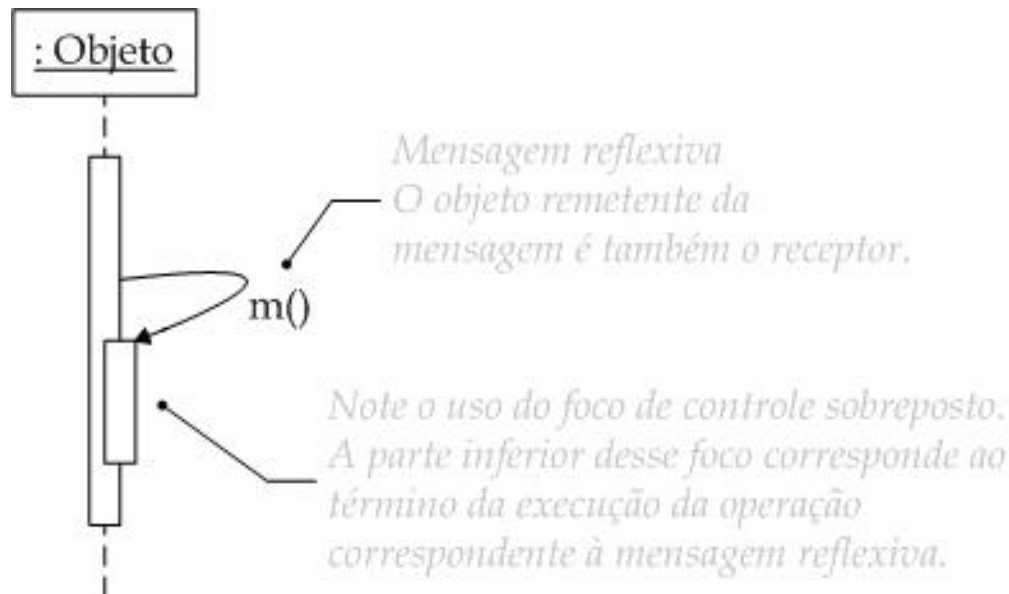 : Objeto
Mensagem reflexiva
O objeto remetente da
mensagem é também o receptor.
m()
Note o uso do foco de controle sobreposto.
A parte inferior desse foco corresponde ao
término da execução da operação
correspondente à mensagem reflexiva.